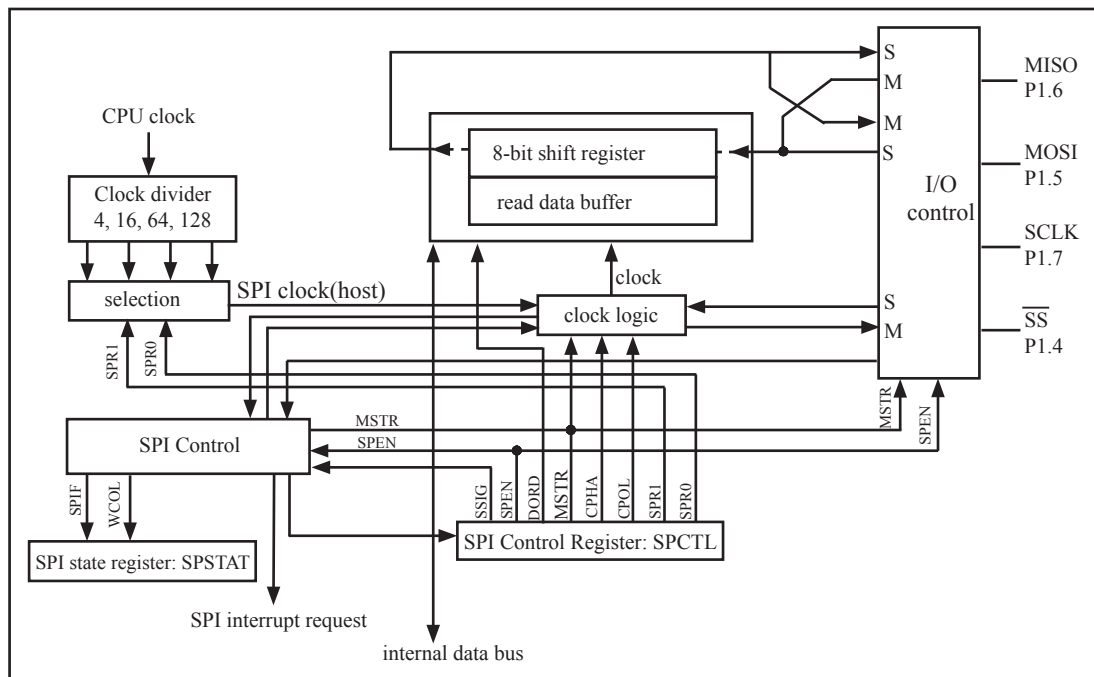 S
MISO
M
P1.6
CPU clock
M
8-bit shift register
S
MOSI
I/O
P1.5
Clock divider
4, 16, 64, 128
read data buffer
control
SCLK
P1.7
clock
selection
SPI clock(host)
S
clock logic
M
SS
P1.4
SPR1
SPR0
MSTR
SPEN
MSTR
SPI Control
SPEN
SPIF
WCOL
SSIG
SPEN
DORD
MSTR
CPHA
CPOL
SPR1
SPR0
SPI Control Register: SPCTL
SPI state register: SPSTAT
SPI interrupt request
internal data bus